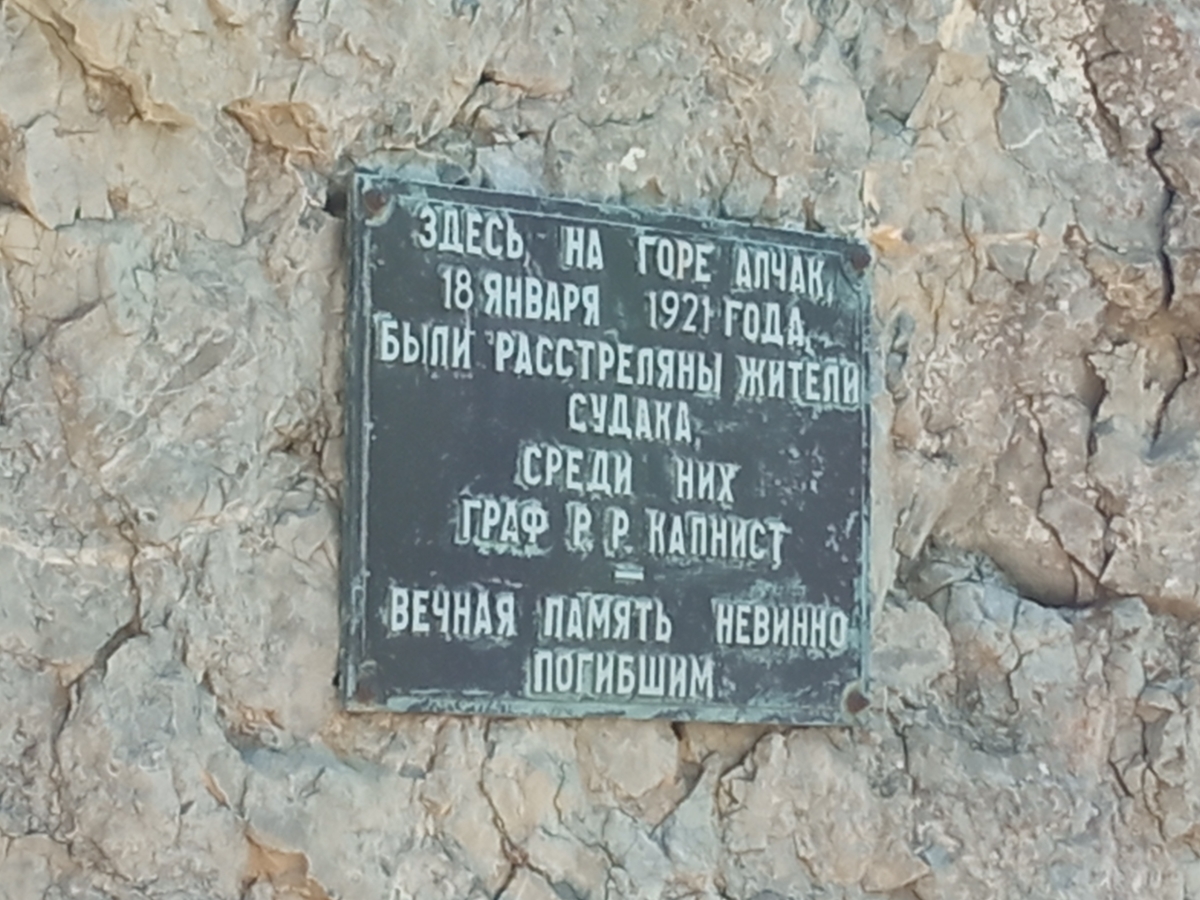 ЗДЕСЬ, НА ГОРЕ АЛЧАК,
18 ЯНВАРЯ 1921 ГОДА,
БЫЛИ РАССТРЕЛЯНЫ ЖИТЕЛИ
СУДАКА,
СРЕДИ НИХ
ГРАФ Р. Р. КАПНИСТ
–
ВЕЧНАЯ ПАМЯТЬ НЕВИННО
ПОГИБШИМ